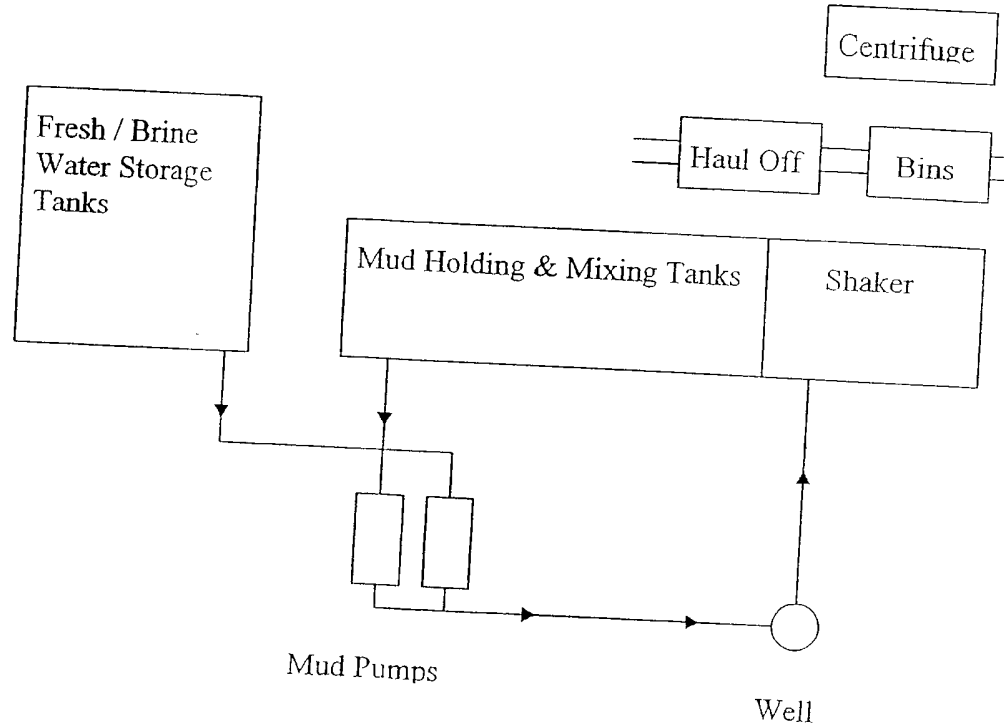 Centrifuge
Fresh / Brine
Water Storage
Tanks
Haul Off
Bins
Mud Holding & Mixing Tanks
Shaker
Mud Pumps
Well